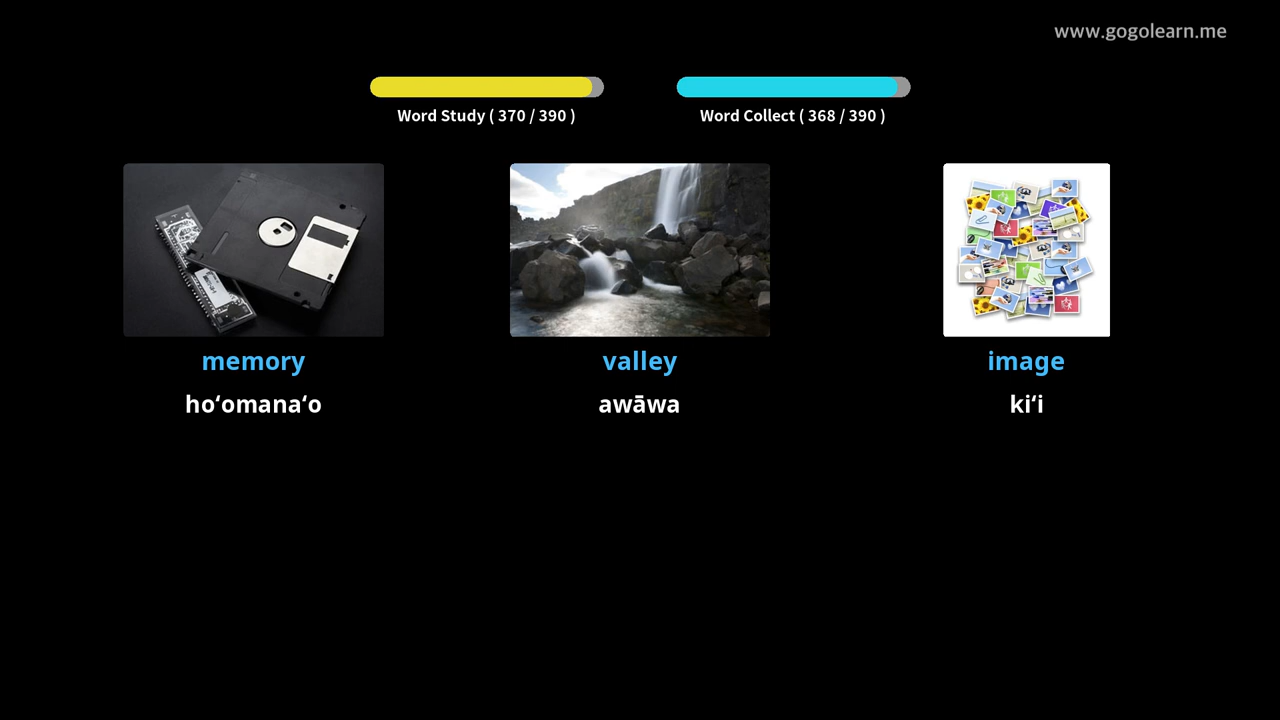 www.gogolearn.me
Word Study ( 370 / 390 )
Word Collect ( 368 / 390 )
memory
valley
image
hoʻomanaʻo
awāwa
kiʻi